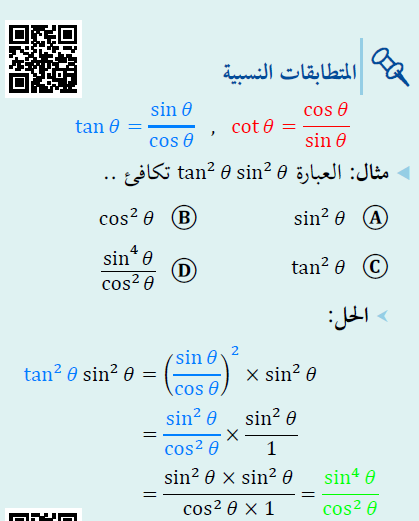 المتطابقات النسبية
tan θ = sin θ / cos θ , cot θ = cos θ / sin θ
مثال: العبارة tan² θ sin² θ تكافئ ..
Ⓐ sin² θ Ⓑ cos² θ
Ⓒ tan² θ Ⓓ sin⁴ θ / cos² θ
الحل:
tan² θ sin² θ = (sin θ / cos θ)² × sin² θ
= sin² θ / cos² θ × sin² θ / 1
= sin² θ × sin² θ / cos² θ × 1 = sin⁴ θ / cos² θ